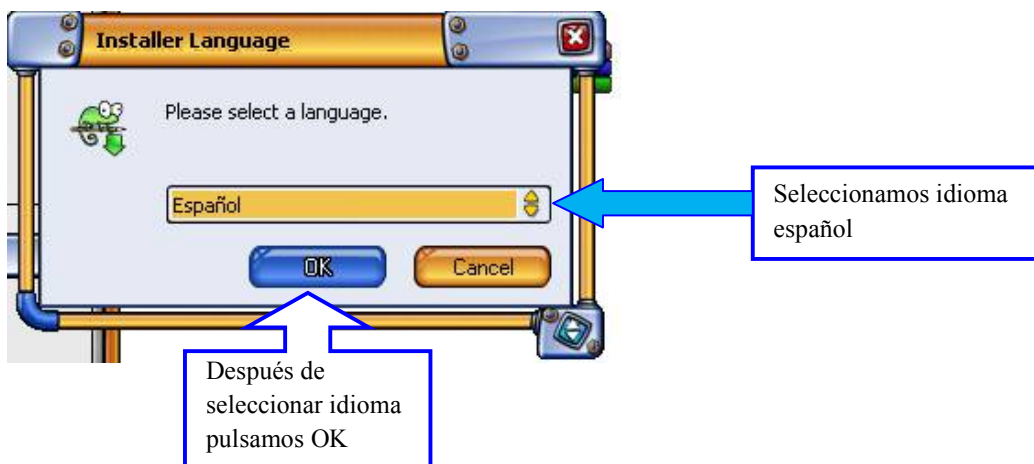 Installer Language
Please select a language.
Español
OK
Cancel
Seleccionamos idioma
español
Después de
seleccionar idioma
pulsamos OK